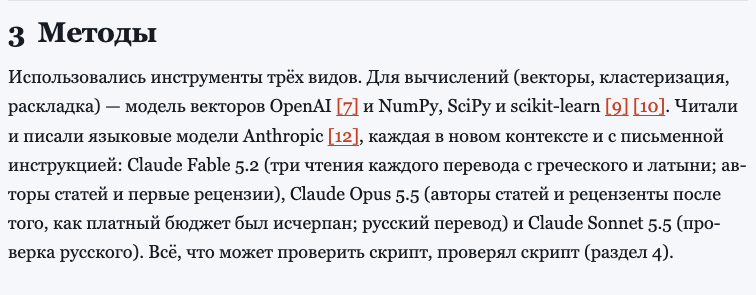 3 Методы
Использовались инструменты трёх видов. Для вычислений (векторы, кластеризация,
раскладка) — модель векторов OpenAI [7] и NumPy, SciPy и scikit-learn [9] [10]. Читали
и писали языковые модели Anthropic [12], каждая в новом контексте и с письменной
инструкцией: Claude Fable 5.2 (три чтения каждого перевода с греческого и латыни; ав-
торы статей и первые рецензии), Claude Opus 5.5 (авторы статей и рецензенты после
того, как платный бюджет был исчерпан; русский перевод) и Claude Sonnet 5.5 (про-
верка русского). Всё, что может проверить скрипт, проверял скрипт (раздел 4).